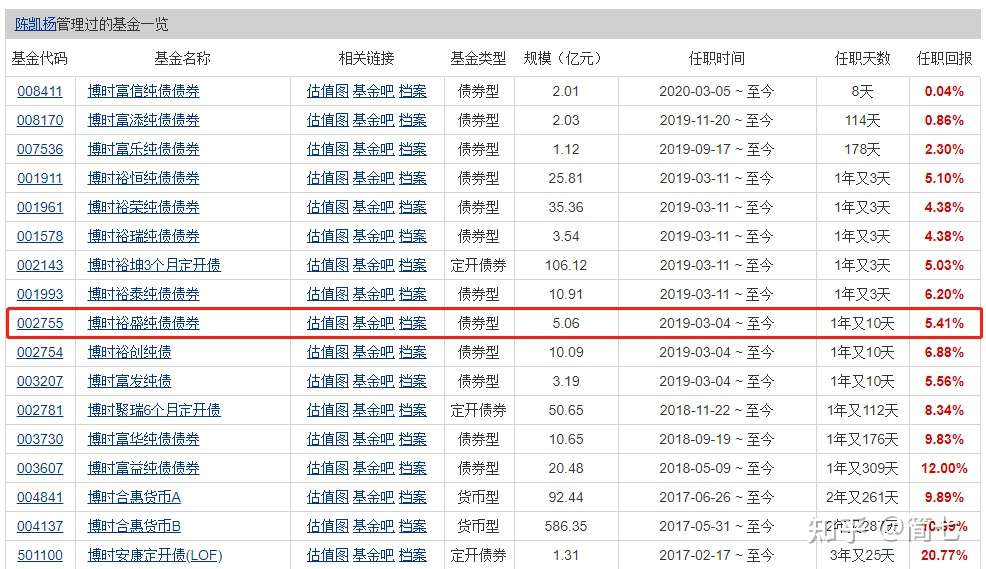 陈凯杨管理过的基金一览
基金代码 基金名称 相关链接 基金类型 规模（亿元） 任职时间 任职天数 任职回报
008411 博时富信纯债债券 估值图 基金吧 档案 债券型 2.01 2020-03-05 ~ 至今 8天 0.04%
008170 博时富添纯债债券 估值图 基金吧 档案 债券型 2.03 2019-11-20 ~ 至今 114天 0.86%
007536 博时富乐纯债债券 估值图 基金吧 档案 债券型 1.12 2019-09-17 ~ 至今 178天 2.30%
001911 博时裕恒纯债债券 估值图 基金吧 档案 债券型 25.81 2019-03-11 ~ 至今 1年又3天 5.10%
001961 博时裕荣纯债债券 估值图 基金吧 档案 债券型 35.36 2019-03-11 ~ 至今 1年又3天 4.38%
001578 博时裕瑞纯债债券 估值图 基金吧 档案 债券型 3.54 2019-03-11 ~ 至今 1年又3天 4.38%
002143 博时裕坤3个月定开债 估值图 基金吧 档案 定开债券 106.12 2019-03-11 ~ 至今 1年又3天 5.03%
001993 博时裕泰纯债债券 估值图 基金吧 档案 债券型 10.91 2019-03-11 ~ 至今 1年又3天 6.20%
002755 博时裕盛纯债债券 估值图 基金吧 档案 债券型 5.06 2019-03-04 ~ 至今 1年又10天 5.41%
002754 博时裕创纯债 估值图 基金吧 档案 债券型 10.09 2019-03-04 ~ 至今 1年又10天 6.88%
003207 博时富发纯债 估值图 基金吧 档案 债券型 3.19 2019-03-04 ~ 至今 1年又10天 5.56%
002781 博时聚瑞6个月定开债 估值图 基金吧 档案 定开债券 50.65 2018-11-22 ~ 至今 1年又112天 8.34%
003730 博时富华纯债债券 估值图 基金吧 档案 债券型 10.65 2018-09-19 ~ 至今 1年又176天 9.83%
003607 博时富益纯债债券 估值图 基金吧 档案 债券型 20.48 2018-05-09 ~ 至今 1年又309天 12.00%
004841 博时合惠货币A 估值图 基金吧 档案 货币型 92.44 2017-06-26 ~ 至今 2年又261天 9.89%
004137 博时合惠货币B 估值图 基金吧 档案 货币型 586.35 2017-05-31 ~ 至今 2年又287天
知乎 @简七
501100 博时安康定开债(LOF) 估值图 基金吧 档案 定开债券 1.31 2017-02-17 ~ 至今 3年又25天 20.77%